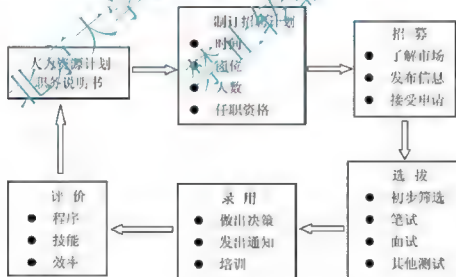 人力资源计划
职务说明书
制订招聘计划
● 时间
● 岗位
● 人数
● 任职资格
招募
● 了解市场
● 发布信息
● 接受申请
选拔
● 初步筛选
● 笔试
● 面试
● 其他测试
录用
● 做出决策
● 发出通知
● 培训
评价
● 程序
● 技能
● 效率